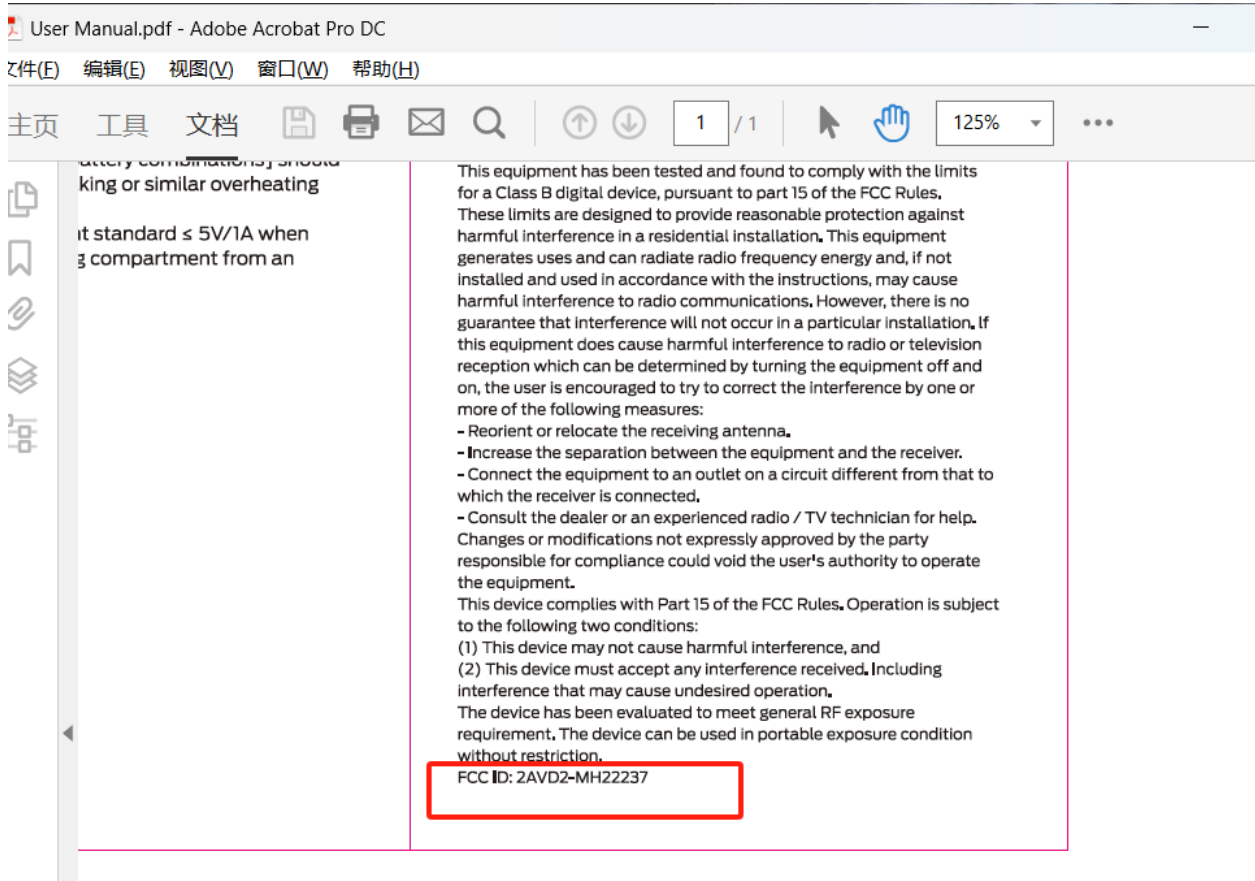 User Manual.pdf - Adobe Acrobat Pro DC
文件(F) 编辑(E) 视图(V) 窗口(W) 帮助(H)
主页 工具 文档 1 / 1 125%
battery combinations] should
king or similar overheating
nt standard ≤ 5V/1A when
g compartment from an
This equipment has been tested and found to comply with the limits
for a Class B digital device, pursuant to part 15 of the FCC Rules.
These limits are designed to provide reasonable protection against
harmful interference in a residential installation. This equipment
generates uses and can radiate radio frequency energy and, if not
installed and used in accordance with the instructions, may cause
harmful interference to radio communications. However, there is no
guarantee that interference will not occur in a particular installation. If
this equipment does cause harmful interference to radio or television
reception which can be determined by turning the equipment off and
on, the user is encouraged to try to correct the interference by one or
more of the following measures:
- Reorient or relocate the receiving antenna.
- Increase the separation between the equipment and the receiver.
- Connect the equipment to an outlet on a circuit different from that to
which the receiver is connected.
- Consult the dealer or an experienced radio / TV technician for help.
Changes or modifications not expressly approved by the party
responsible for compliance could void the user's authority to operate
the equipment.
This device complies with Part 15 of the FCC Rules. Operation is subject
to the following two conditions:
(1) This device may not cause harmful interference, and
(2) This device must accept any interference received. Including
interference that may cause undesired operation.
The device has been evaluated to meet general RF exposure
requirement. The device can be used in portable exposure condition
without restriction.
FCC ID: 2AVD2-MH22237